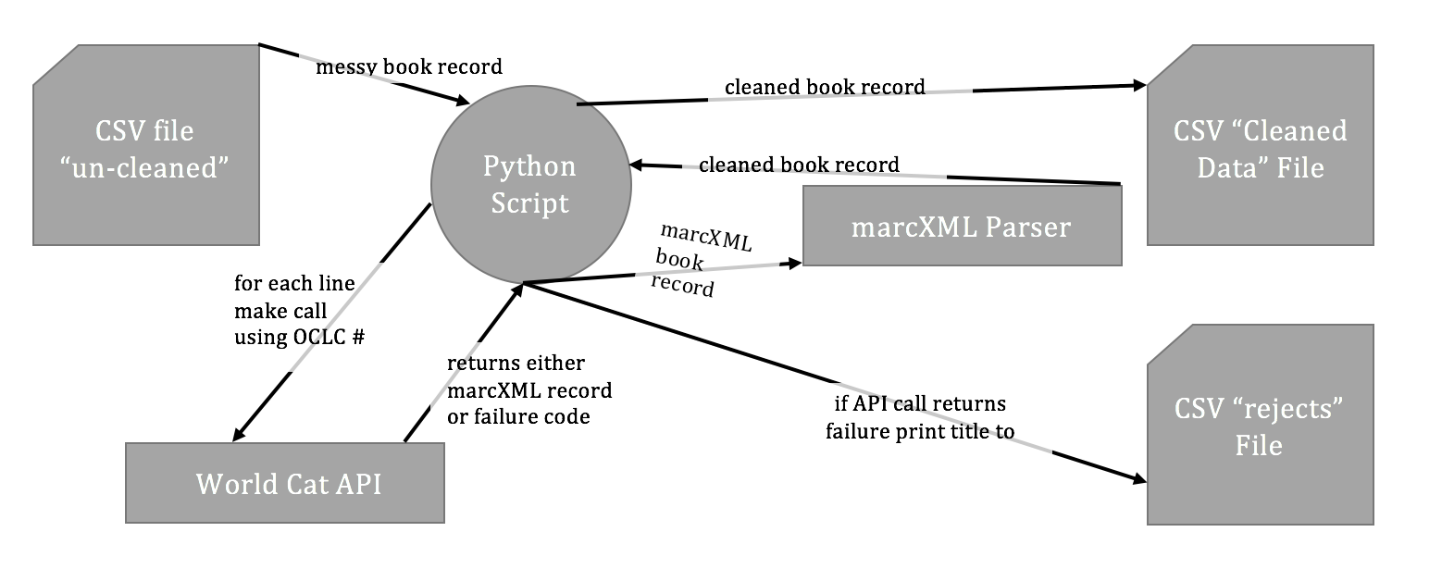 messy book record
cleaned book record
CSV file
“un-cleaned”
CSV “Cleaned
Data” File
Python
Script
cleaned book record
marcXML Parser
marcXML
book
record
for each line
make call
using OCLC #
returns either
marcXML record
or failure code
if API call returns
failure print title to
CSV “rejects”
File
World Cat API